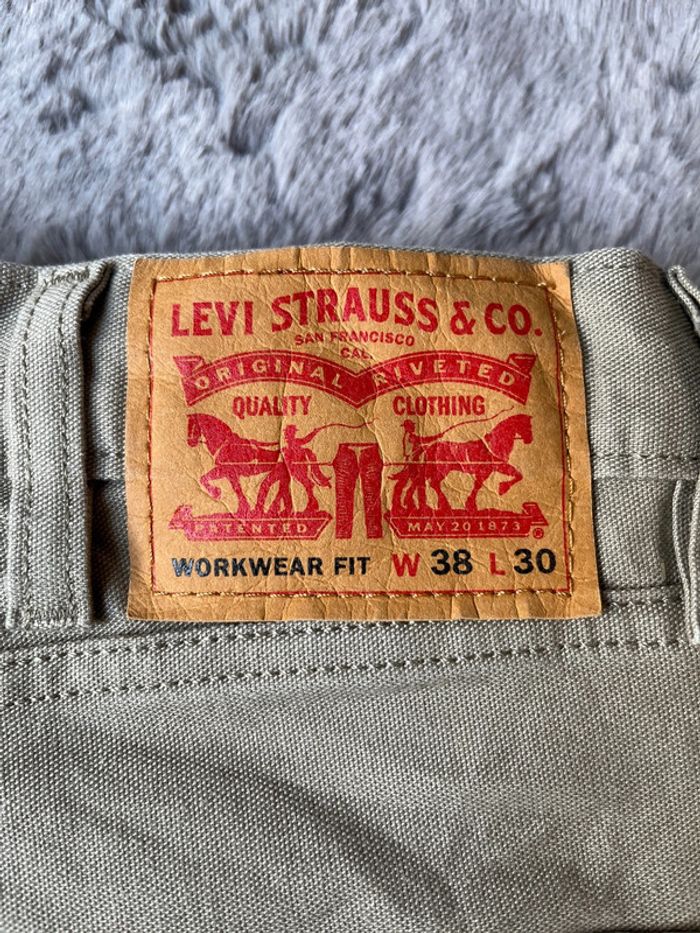 LEVI STRAUSS & CO.
SAN FRANCISCO
CAL.
ORIGINAL RIVETED
QUALITY CLOTHING
PATENTED MAY 20 1873 ®
WORKWEAR FIT W 38 L 30